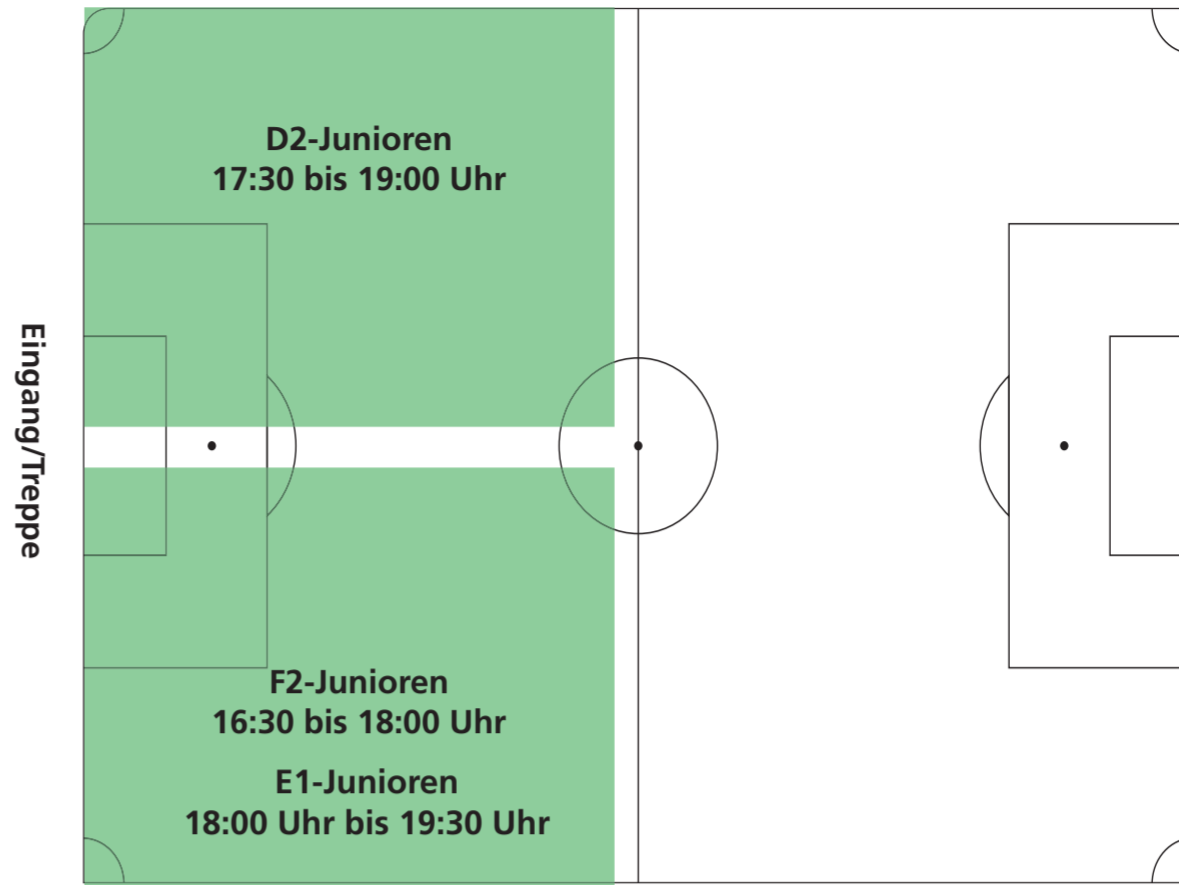 D2-Junioren
17:30 bis 19:00 Uhr
Eingang/Treppe
F2-Junioren
16:30 bis 18:00 Uhr
E1-Junioren
18:00 Uhr bis 19:30 Uhr